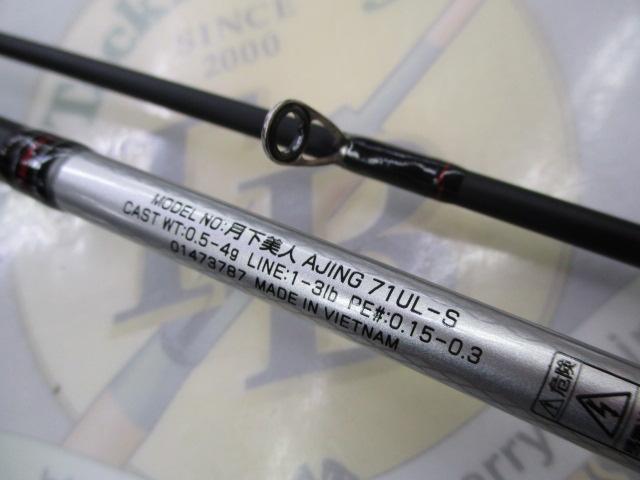 MODEL NO:月下美人 AJING 71UL-S
CAST WT:0.5-4g LINE:1-3lb PE#:0.15-0.3
01473787 MADE IN VIETNAM
危険
SINCE
2000